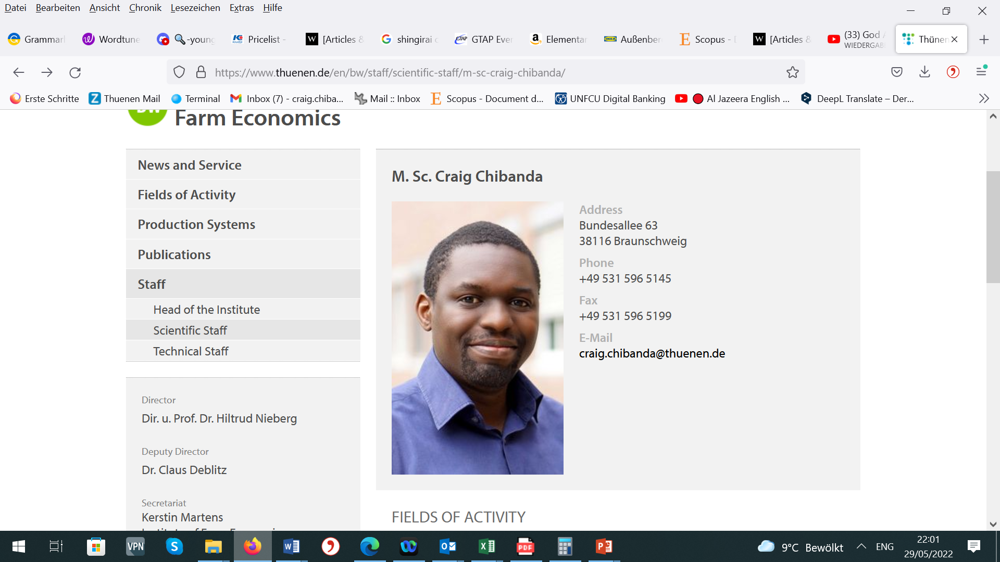 Datei Bearbeiten Ansicht Chronik Lesezeichen Extras Hilfe
Grammarl Wordtune -young Pricelist - [Articles & shingirai c GTAP Ever Elementar Außenber Scopus - D [Articles & (33) God A Thünen
WIEDERGAB
https://www.thuenen.de/en/bw/staff/scientific-staff/m-sc-craig-chibanda/
Erste Schritte Thuenen Mail Terminal Inbox (7) - craig.chiba... Mail :: Inbox Scopus - Document d... UNFCU Digital Banking Al Jazeera English ... DeepL Translate – Der...
Farm Economics
News and Service
Fields of Activity
Production Systems
Publications
Staff
Head of the Institute
Scientific Staff
Technical Staff
Director
Dir. u. Prof. Dr. Hiltrud Nieberg
Deputy Director
Dr. Claus Deblitz
Secretariat
Kerstin Martens
M. Sc. Craig Chibanda
Address
Bundesallee 63
38116 Braunschweig
Phone
+49 531 596 5145
Fax
+49 531 596 5199
E-Mail
craig.chibanda@thuenen.de
FIELDS OF ACTIVITY
VPN
PDF
9°C Bewölkt
ENG
22:01
29/05/2022